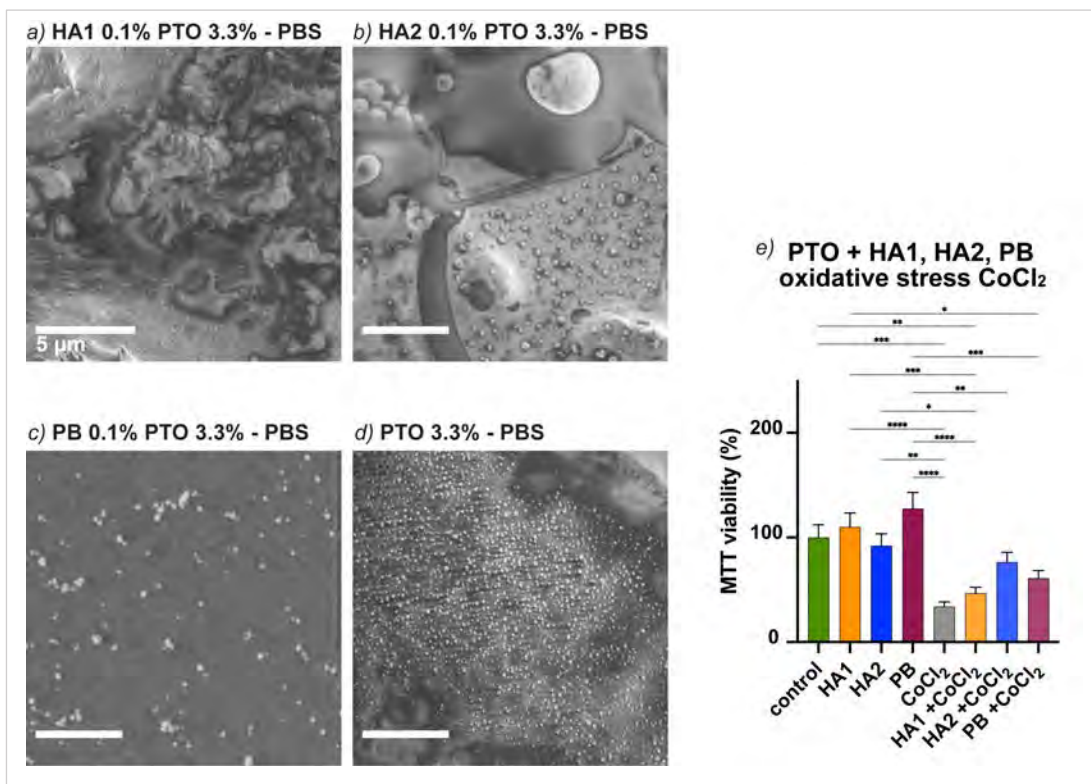 a) HA1 0.1% PTO 3.3% - PBS
b) HA2 0.1% PTO 3.3% - PBS
5 µm
c) PB 0.1% PTO 3.3% - PBS
d) PTO 3.3% - PBS
e) PTO + HA1, HA2, PB
oxidative stress CoCl₂
*
**
***
***
***
**
*
****
****
**
****
MTT viability (%)
200
100
0
control
HA1
HA2
PB
CoCl₂
HA1 +CoCl₂
HA2 +CoCl₂
PB +CoCl₂